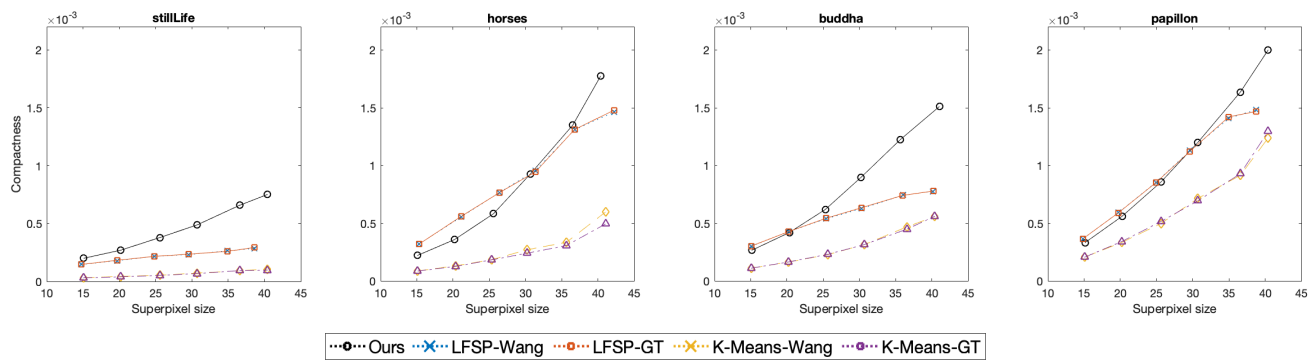 stillLife
×10⁻³
2
1.5
1
0.5
0
Compactness
10 15 20 25 30 35 40 45
Superpixel size
horses
×10⁻³
2
1.5
1
0.5
0
10 15 20 25 30 35 40 45
Superpixel size
buddha
×10⁻³
2
1.5
1
0.5
0
10 15 20 25 30 35 40 45
Superpixel size
papillon
×10⁻³
2
1.5
1
0.5
0
10 15 20 25 30 35 40 45
Superpixel size
Ours LFSP-Wang LFSP-GT K-Means-Wang K-Means-GT